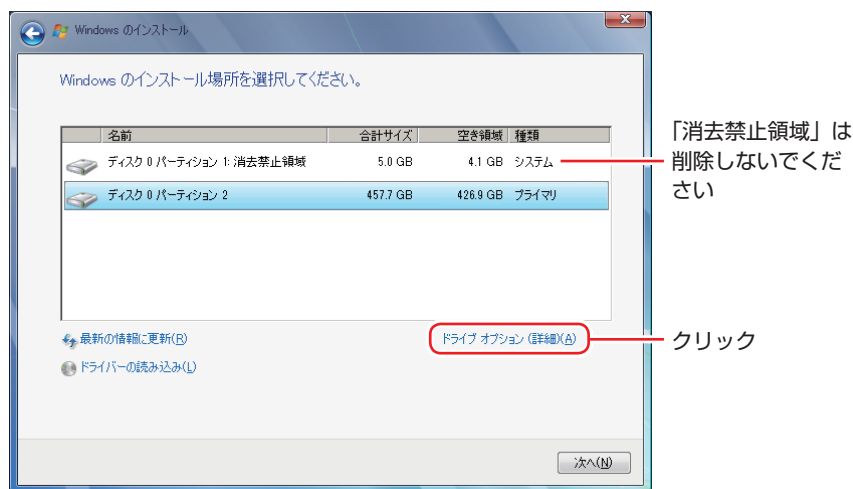 Windows のインストール
Windows のインストール場所を選択してください。
名前 合計サイズ 空き領域 種類
ディスク 0 パーティション 1: 消去禁止領域 5.0 GB 4.1 GB システム
ディスク 0 パーティション 2 457.7 GB 426.9 GB プライマリ
「消去禁止領域」は
削除しないでくだ
さい
最新の情報に更新(R) ドライブ オプション (詳細)(A)
クリック
ドライバーの読み込み(L)
次へ(N)